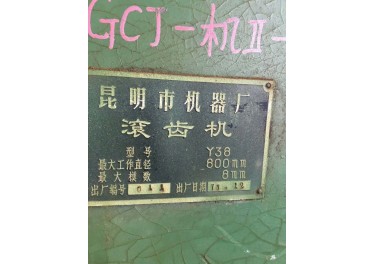 GCJ-机II-
昆明市机器厂
滚齿机
型号 Y38
最大工作直径 800mm
最大模数 8mm
出厂编号 出厂日期